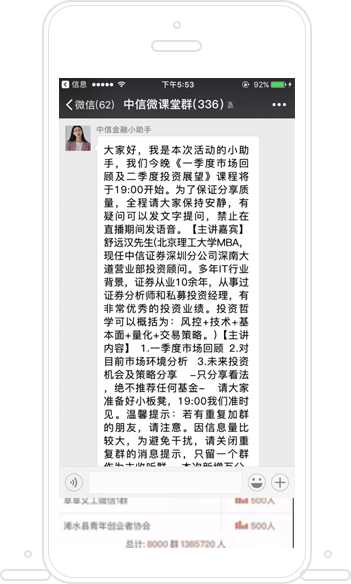 信息 下午5:53 92%
微信(62) 中信微课堂群(336)
中信金融小助手
大家好，我是本次活动的小助
手，我们今晚《一季度市场回
顾及二季度投资展望》课程将
于19:00开始。为了保证分享质
量，全程请大家保持安静，有
疑问可以发文字提问，禁止在
直播期间发语音。【主讲嘉宾】
舒远汉先生(北京理工大学MBA，
现任中信证券深圳分公司深南大
道营业部投资顾问。多年IT行业
背景，证券从业10余年，从事过
证券分析师和私募投资经理，有
非常优秀的投资业绩。投资哲
学可以概括为：风控+技术+基
本面+量化+交易策略。)【主讲
内容】 1.一季度市场回顾 2.对
目前市场环境分析 3.未来投资
机会及策略分享 -只分享看法
，绝不推荐任何基金- 请大家
准备好小板凳，19:00我们准时
见。温馨提示：若有重复加群
的朋友，请注意。因信息量比
较大，为避免干扰，请关闭重
复群的消息提示，只留一个群
作为主收听群。
500人
浠水县青年创业者协会 500人
总计: 8000 群 1385720 人